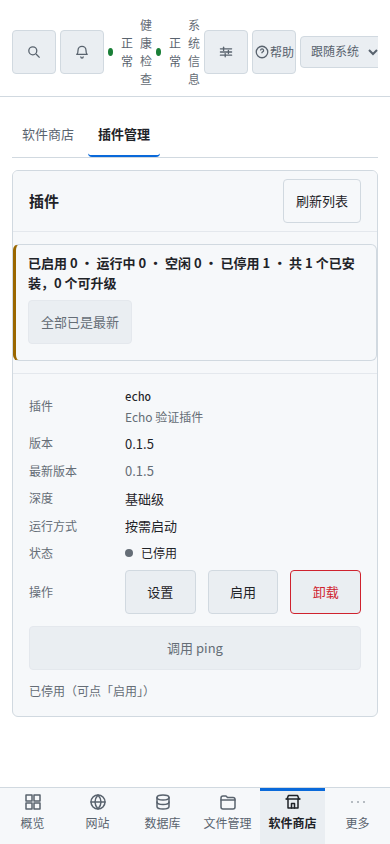 正常
健康检查
正常
系统信息
帮助
跟随系统
软件商店
插件管理
插件
刷新列表
已启用 0 · 运行中 0 · 空闲 0 · 已停用 1 · 共 1 个已安
装，0 个可升级
全部已是最新
插件
echo
Echo 验证插件
版本
0.1.5
最新版本
0.1.5
深度
基础级
运行方式
按需启动
状态
已停用
操作
设置
启用
卸载
调用 ping
已停用（可点「启用」）
概览
网站
数据库
文件管理
软件商店
更多